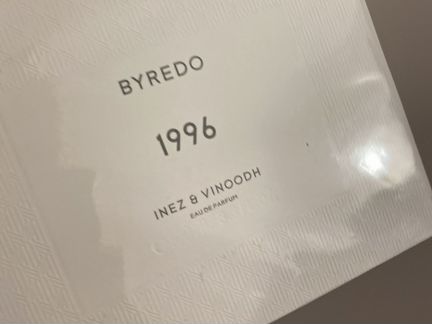 BYREDO
1996
INEZ & VINOODH
EAU DE PARFUM